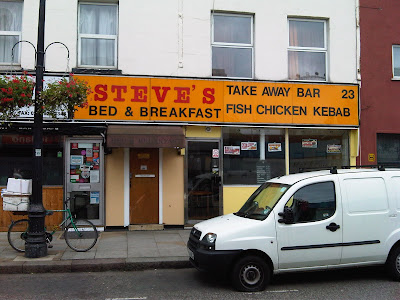 STEVE'S
BED & BREAKFAST
TAKE AWAY BAR 23
FISH CHICKEN KEBAB